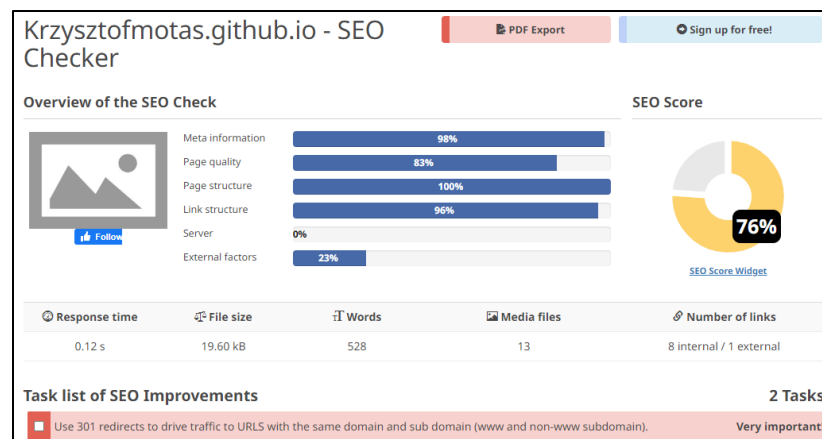 Krzysztofmotas.github.io - SEO
Checker
PDF Export
Sign up for free!
Overview of the SEO Check
SEO Score
Meta information 98%
Page quality 83%
Page structure 100%
Link structure 96%
Server 0%
External factors 23%
Follow
76%
SEO Score Widget
Response time File size Words Media files Number of links
0.12 s 19.60 kB 528 13 8 internal / 1 external
Task list of SEO Improvements 2 Tasks
Use 301 redirects to drive traffic to URLS with the same domain and sub domain (www and non-www subdomain). Very important!